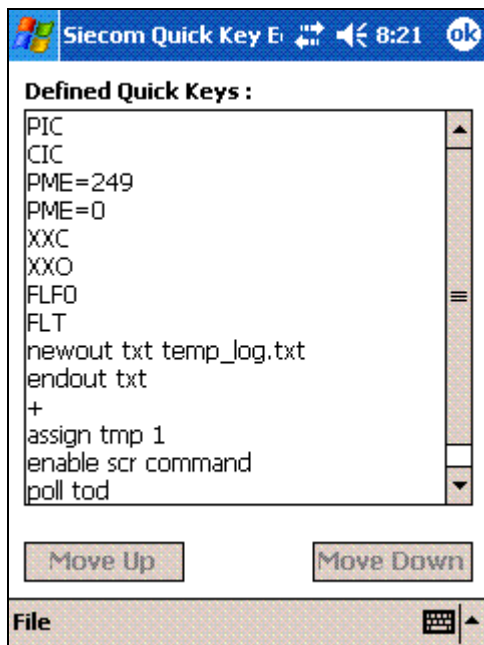 Siecom Quick Key E 8:21 ok
Defined Quick Keys :
PIC
CIC
PME=249
PME=0
XXC
XXO
FLF0
FLT
newout txt temp_log.txt
endout txt
+
assign tmp 1
enable scr command
poll tod
Move Up Move Down
File